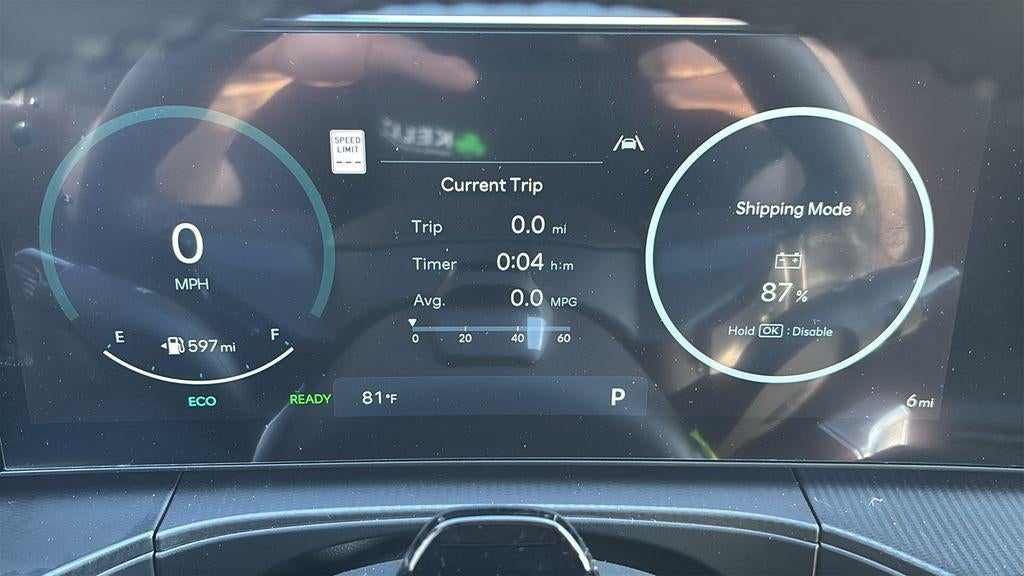 SPEED
LIMIT
---
KELL
Current Trip
Trip 0.0 mi
Timer 0:04 h:m
Avg. 0.0 MPG
0 20 40 60
0
MPH
E F
597 mi
ECO
READY
81°F
P
Shipping Mode
87%
Hold OK : Disable
6 mi